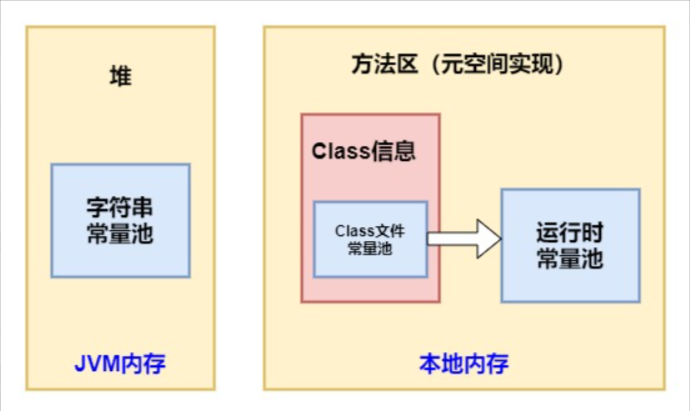 堆
字符串
常量池
JVM内存
方法区（元空间实现）
Class信息
Class文件
常量池
运行时
常量池
本地内存